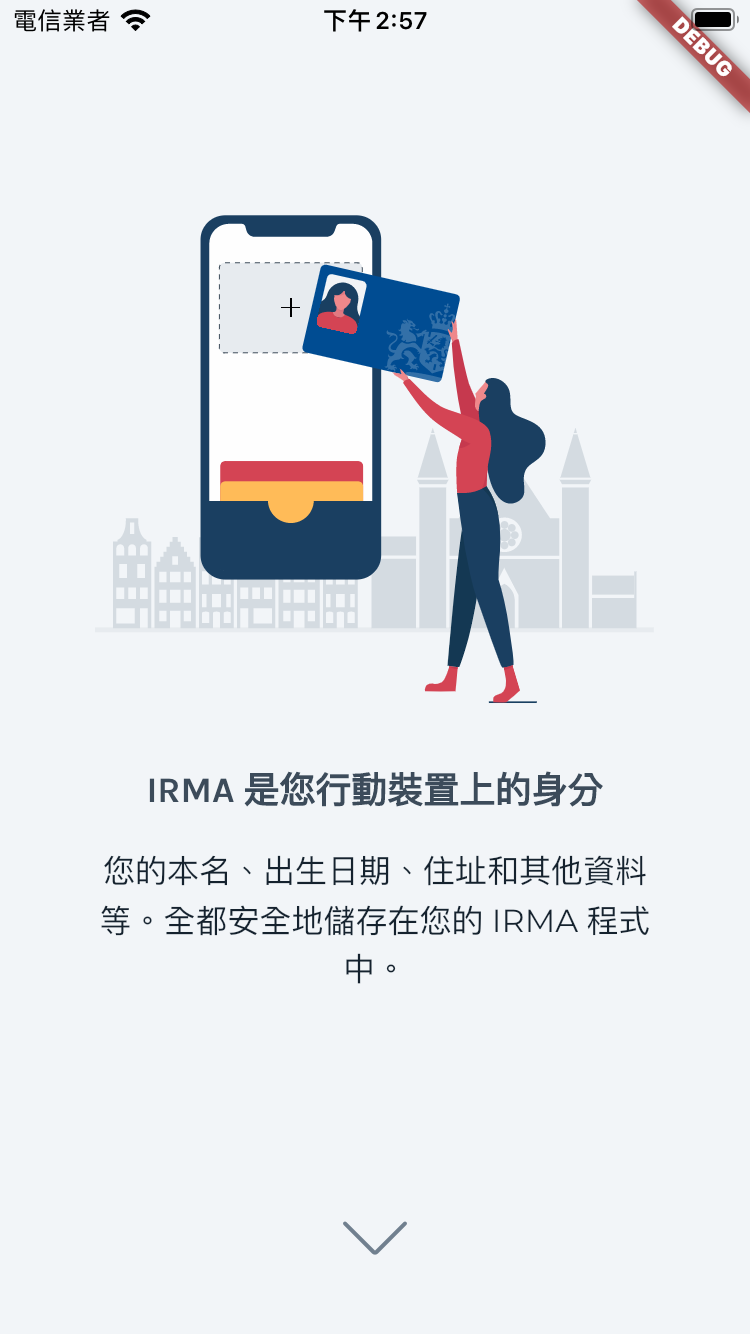 電信業者
下午2:57
DEBUG
IRMA 是您行動裝置上的身分
您的本名、出生日期、住址和其他資料
等。全都安全地儲存在您的 IRMA 程式
中。